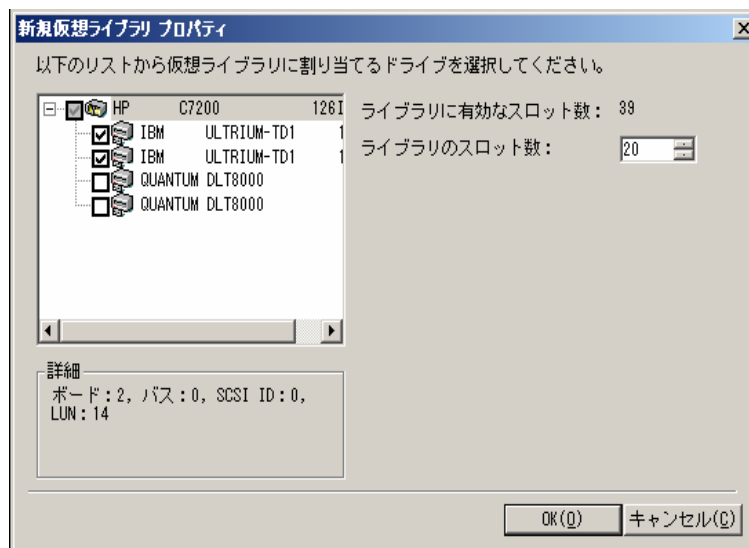 新規仮想ライブラリ プロパティ
以下のリストから仮想ライブラリに割り当てるドライブを選択してください。
HP C7200 126I
IBM ULTRIUM-TD1 1
IBM ULTRIUM-TD1 1
QUANTUM DLT8000
QUANTUM DLT8000
ライブラリに有効なスロット数： 39
ライブラリのスロット数： 20
詳細
ボード：2, バス：0, SCSI ID：0,
LUN：14
OK(O) キャンセル(C)